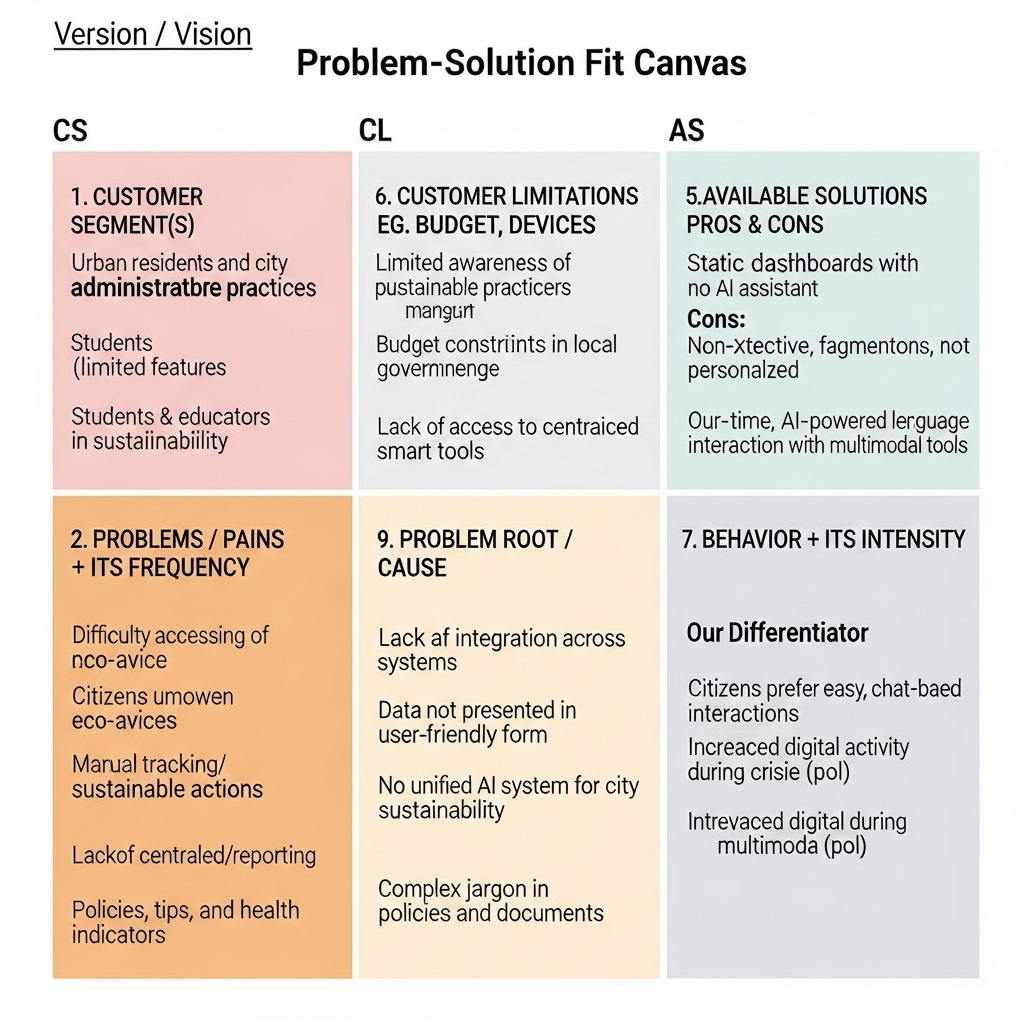 Version / Vision
Problem-Solution Fit Canvas
CS
CL
AS
1. CUSTOMER
SEGMENT(S)
Urban residents and city
administratbre practices
Students
(limited features
Students & educators
in sustaiinability
6. CUSTOMER LIMITATIONS
EG. BUDGET, DEVICES
Limited awareness of
pustainable practicers
mangurt
Budget constriints in local
governmnenge
Lack of access to centraiced
smart tools
5.AVAILABLE SOLUTIONS
PROS & CONS
Static dashboards with
no AI assistant
Cons:
Non-xtective, fagmentons, not
personalzed
Our-time, AI-powered lenguage
interaction with multimodal tools
2. PROBLEMS / PAINS
+ ITS FREQUENCY
Difficulty accessing of
nco-avice
Citizens umowen
eco-avices
Manual tracking/
sustainable actions
Lackof centraled/reporting
Policies, tips, and health
indicators
9. PROBLEM ROOT /
CAUSE
Lack af integration across
systems
Data not presented in
user-friendly form
No unified AI system for city
sustainability
Complex jargon in
policies and documents
7. BEHAVIOR + ITS INTENSITY
Our Differentiator
Citizens prefer easy, chat-baed
interactions
Increaced digital activity
during crisie (pol)
Intrevaced digital during
multimoda (pol)